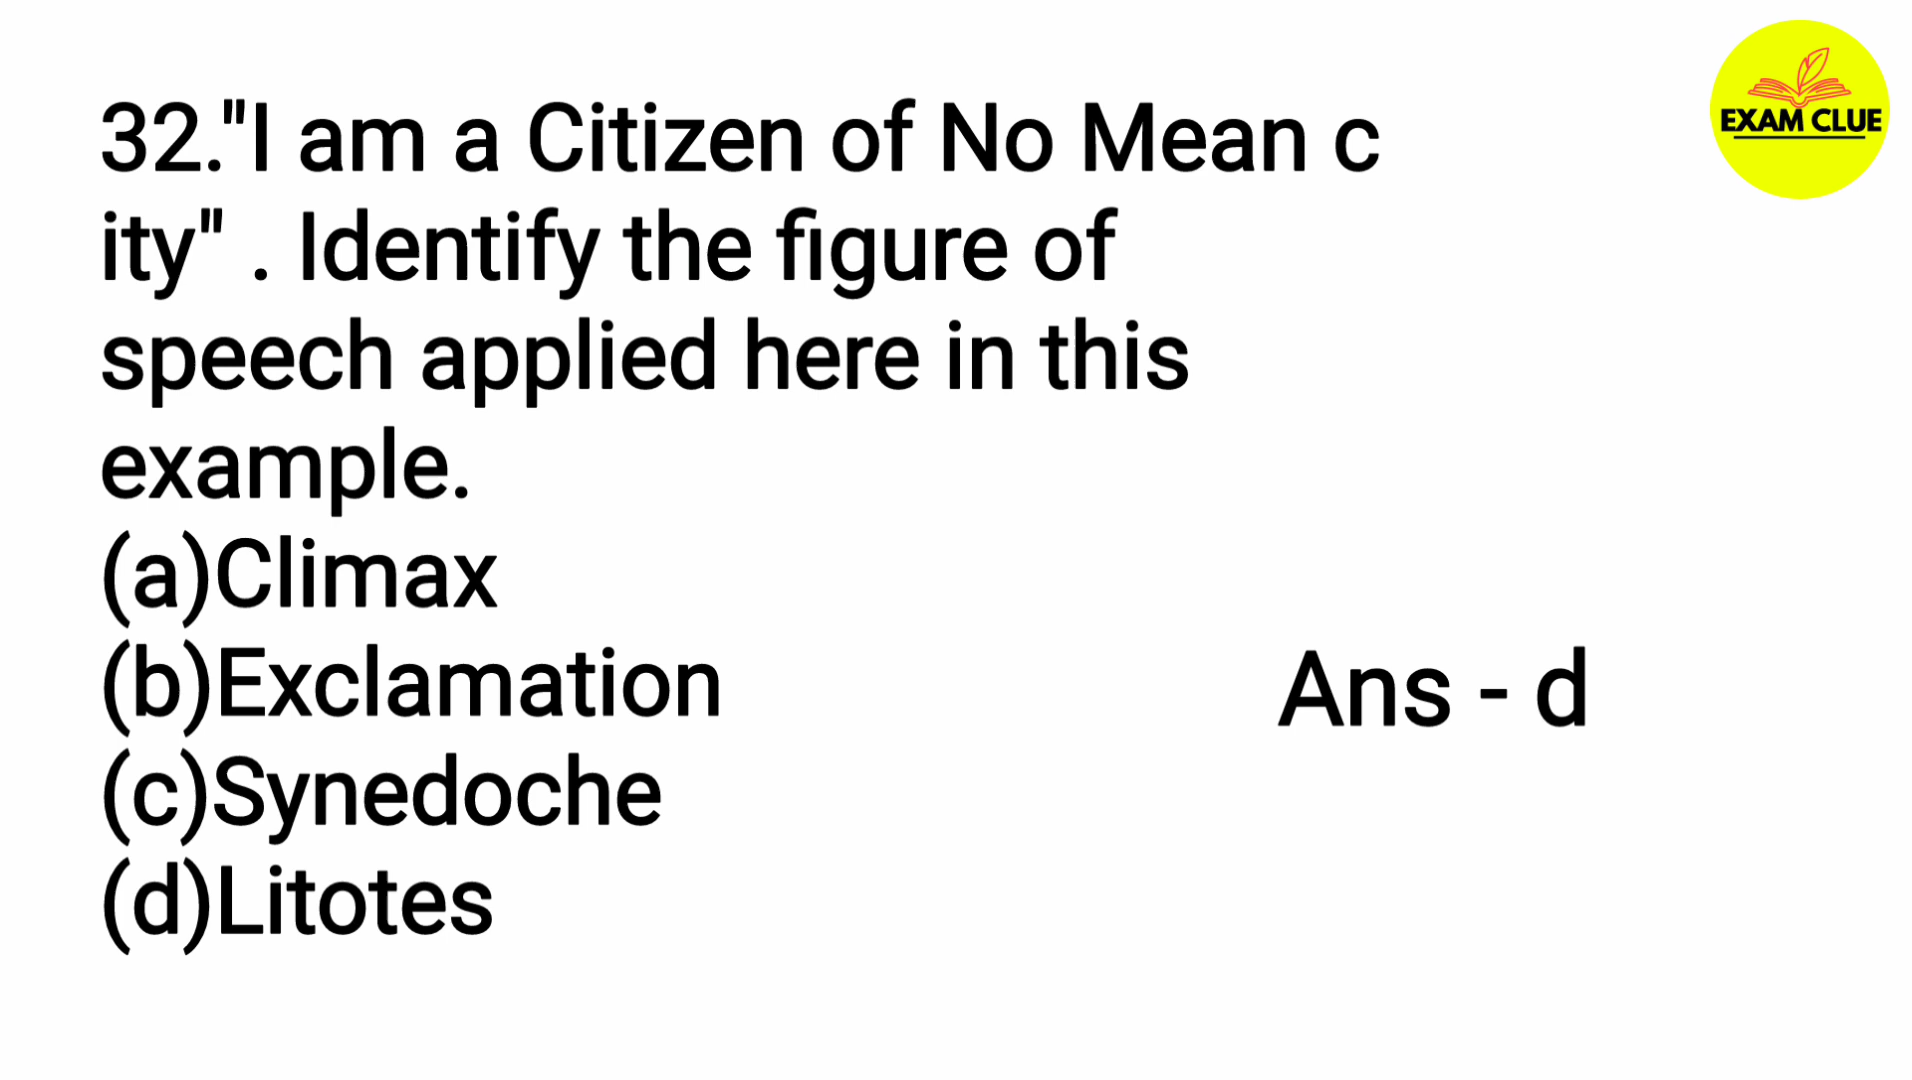 32."I am a Citizen of No Mean c
ity" . Identify the figure of
speech applied here in this
example.
(a)Climax
(b)Exclamation
(c)Synedoche
(d)Litotes
Ans - d
EXAM CLUE